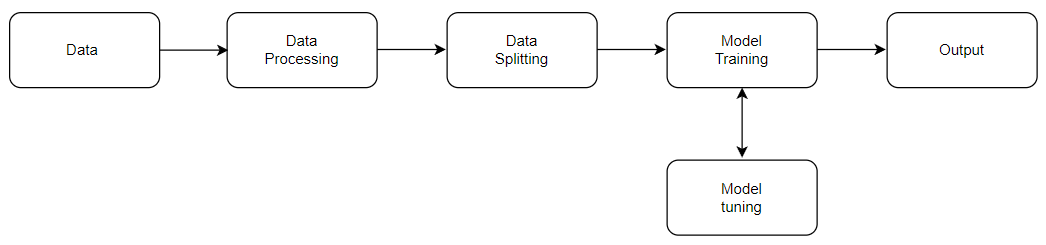 Data
Data
Processing
Data
Splitting
Model
Training
Output
Model
tuning